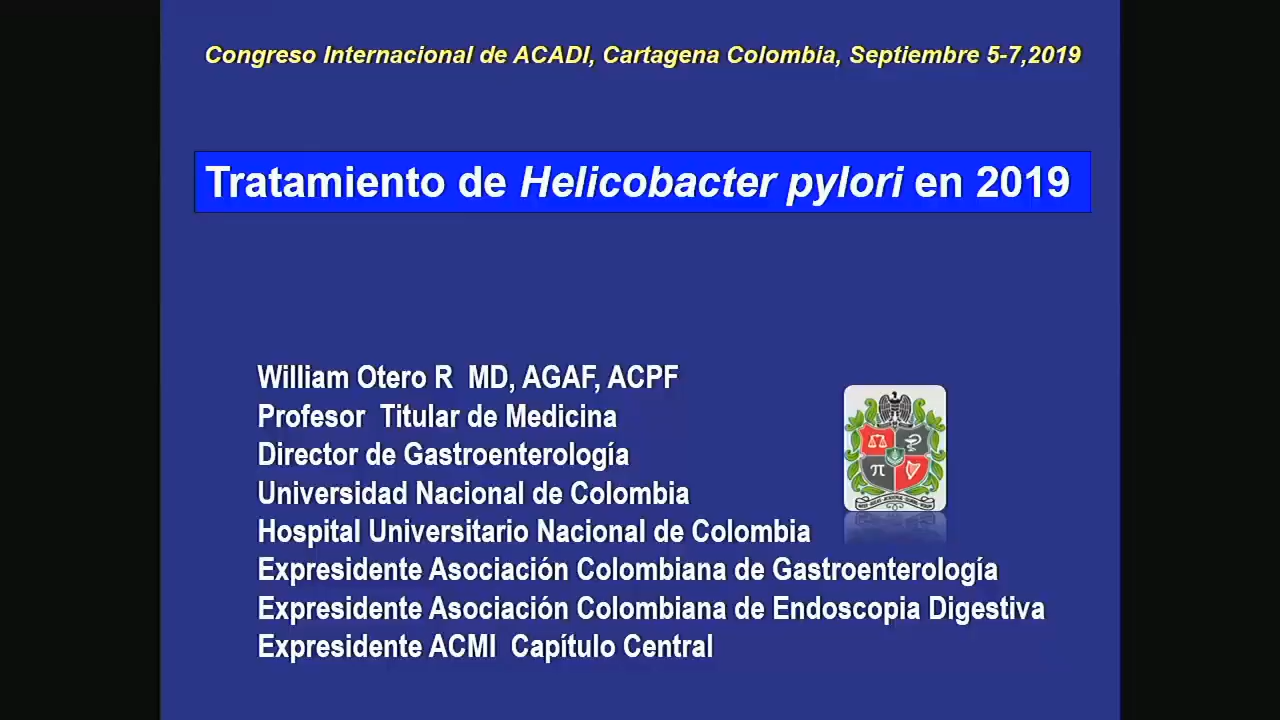 Congreso Internacional de ACADI, Cartagena Colombia, Septiembre 5-7,2019
Tratamiento de Helicobacter pylori en 2019
William Otero R MD, AGAF, ACPF
Profesor Titular de Medicina
Director de Gastroenterología
Universidad Nacional de Colombia
Hospital Universitario Nacional de Colombia
Expresidente Asociación Colombiana de Gastroenterología
Expresidente Asociación Colombiana de Endoscopia Digestiva
Expresidente ACMI Capítulo Central
π